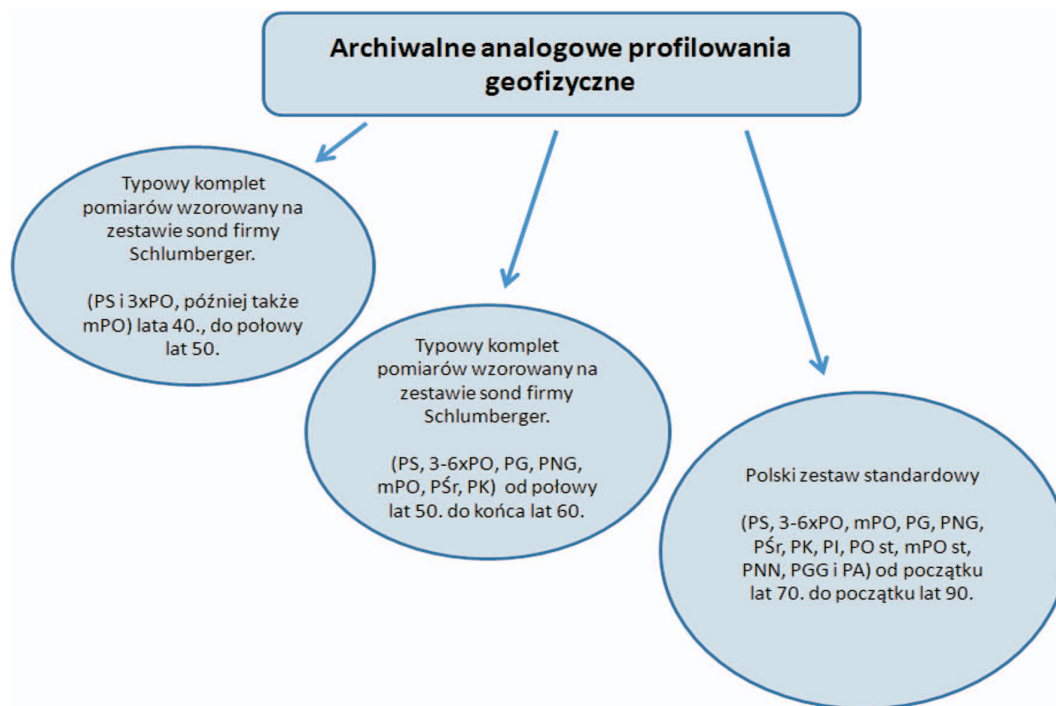 Archiwalne analogowe profilowania
geofizyczne
Typowy komplet
pomiarów wzorowany na
zestawie sond firmy
Schlumberger.
(PS i 3xPO, później także
mPO) lata 40., do połowy
lat 50.
Typowy komplet
pomiarów wzorowany na
zestawie sond firmy
Schlumberger.
(PS, 3-6xPO, PG, PNG,
mPO, PŚr, PK) od połowy
lat 50. do końca lat 60.
Polski zestaw standardowy
(PS, 3-6xPO, mPO, PG, PNG,
PŚr, PK, PI, PO st, mPO st,
PNN, PGG i PA) od początku
lat 70. do początku lat 90.